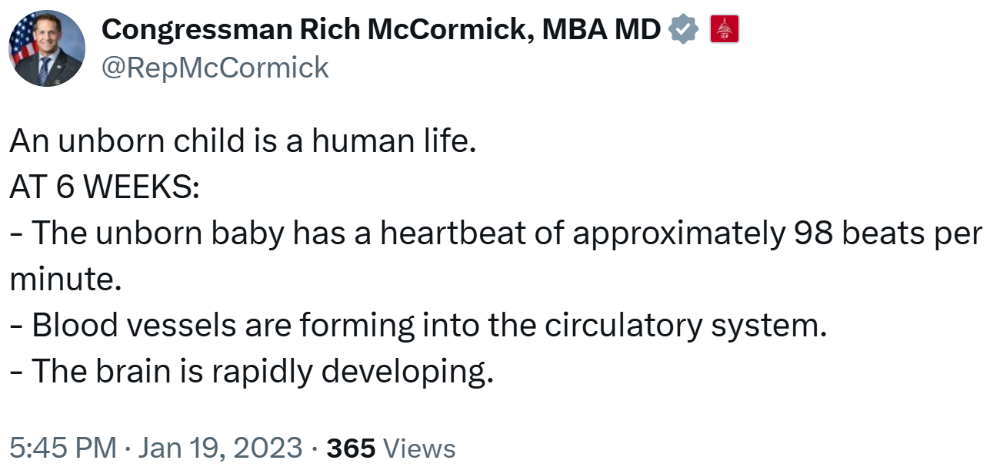 Congressman Rich McCormick, MBA MD
@RepMcCormick
An unborn child is a human life.
AT 6 WEEKS:
- The unborn baby has a heartbeat of approximately 98 beats per
minute.
- Blood vessels are forming into the circulatory system.
- The brain is rapidly developing.
5:45 PM · Jan 19, 2023 · 365 Views